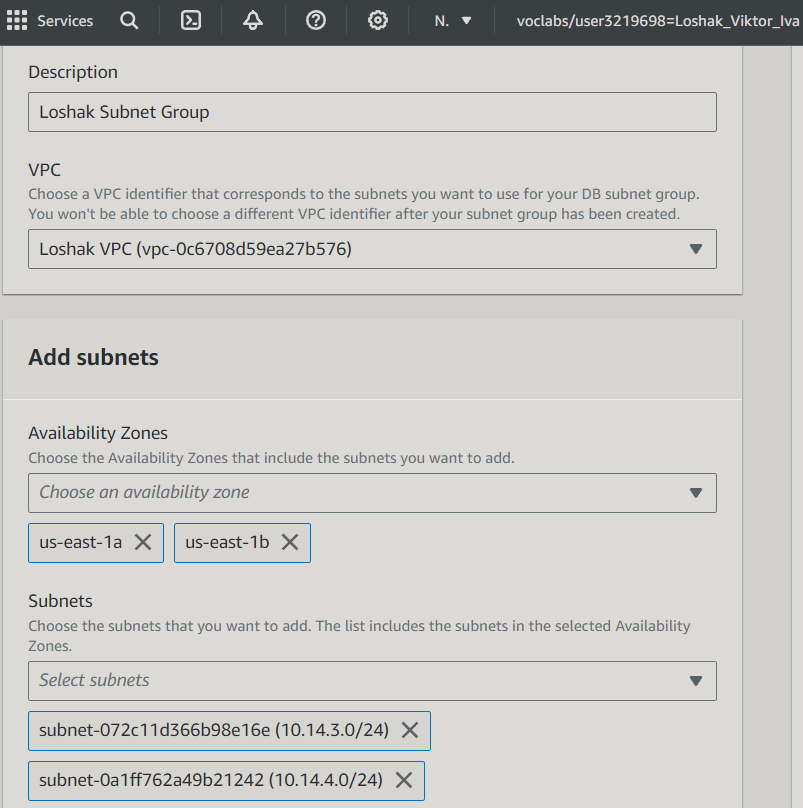 Services
N.
voclabs/user3219698=Loshak_Viktor_Iva
Description
Loshak Subnet Group
VPC
Choose a VPC identifier that corresponds to the subnets you want to use for your DB subnet group.
You won't be able to choose a different VPC identifier after your subnet group has been created.
Loshak VPC (vpc-0c6708d59ea27b576)
Add subnets
Availability Zones
Choose the Availability Zones that include the subnets you want to add.
Choose an availability zone
us-east-1a
us-east-1b
Subnets
Choose the subnets that you want to add. The list includes the subnets in the selected Availability
Zones.
Select subnets
subnet-072c11d366b98e16e (10.14.3.0/24)
subnet-0a1ff762a49b21242 (10.14.4.0/24)